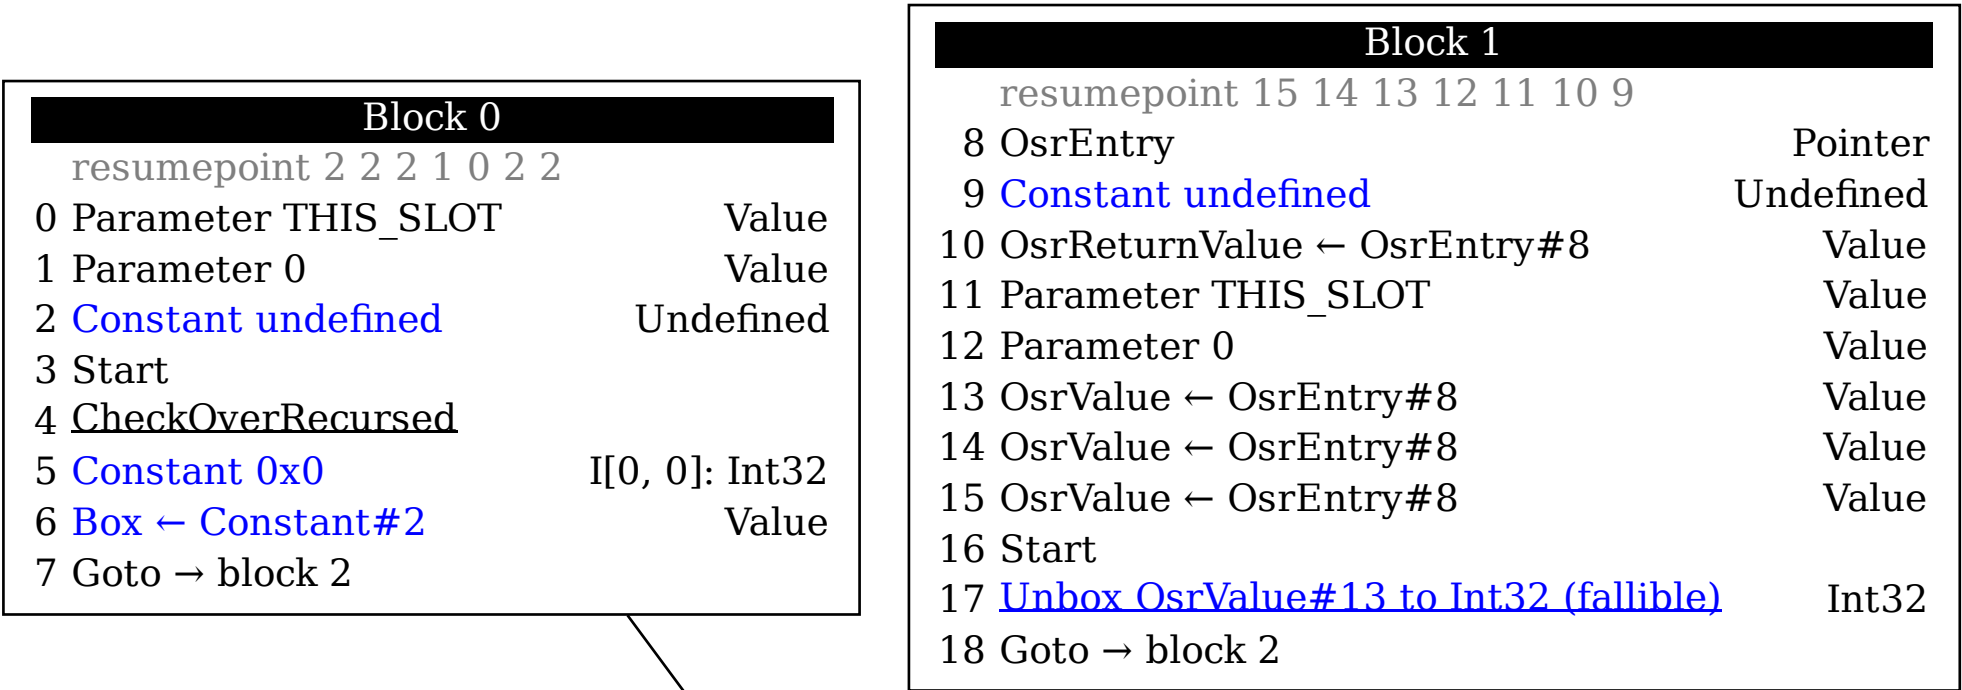 Block 0
resumepoint 2 2 2 1 0 2 2
0 Parameter THIS_SLOT Value
1 Parameter 0 Value
2 Constant undefined Undefined
3 Start
4 CheckOverRecursed
5 Constant 0x0 I[0, 0]: Int32
6 Box ← Constant#2 Value
7 Goto → block 2
Block 1
resumepoint 15 14 13 12 11 10 9
8 OsrEntry Pointer
9 Constant undefined Undefined
10 OsrReturnValue ← OsrEntry#8 Value
11 Parameter THIS_SLOT Value
12 Parameter 0 Value
13 OsrValue ← OsrEntry#8 Value
14 OsrValue ← OsrEntry#8 Value
15 OsrValue ← OsrEntry#8 Value
16 Start
17 Unbox OsrValue#13 to Int32 (fallible) Int32
18 Goto → block 2